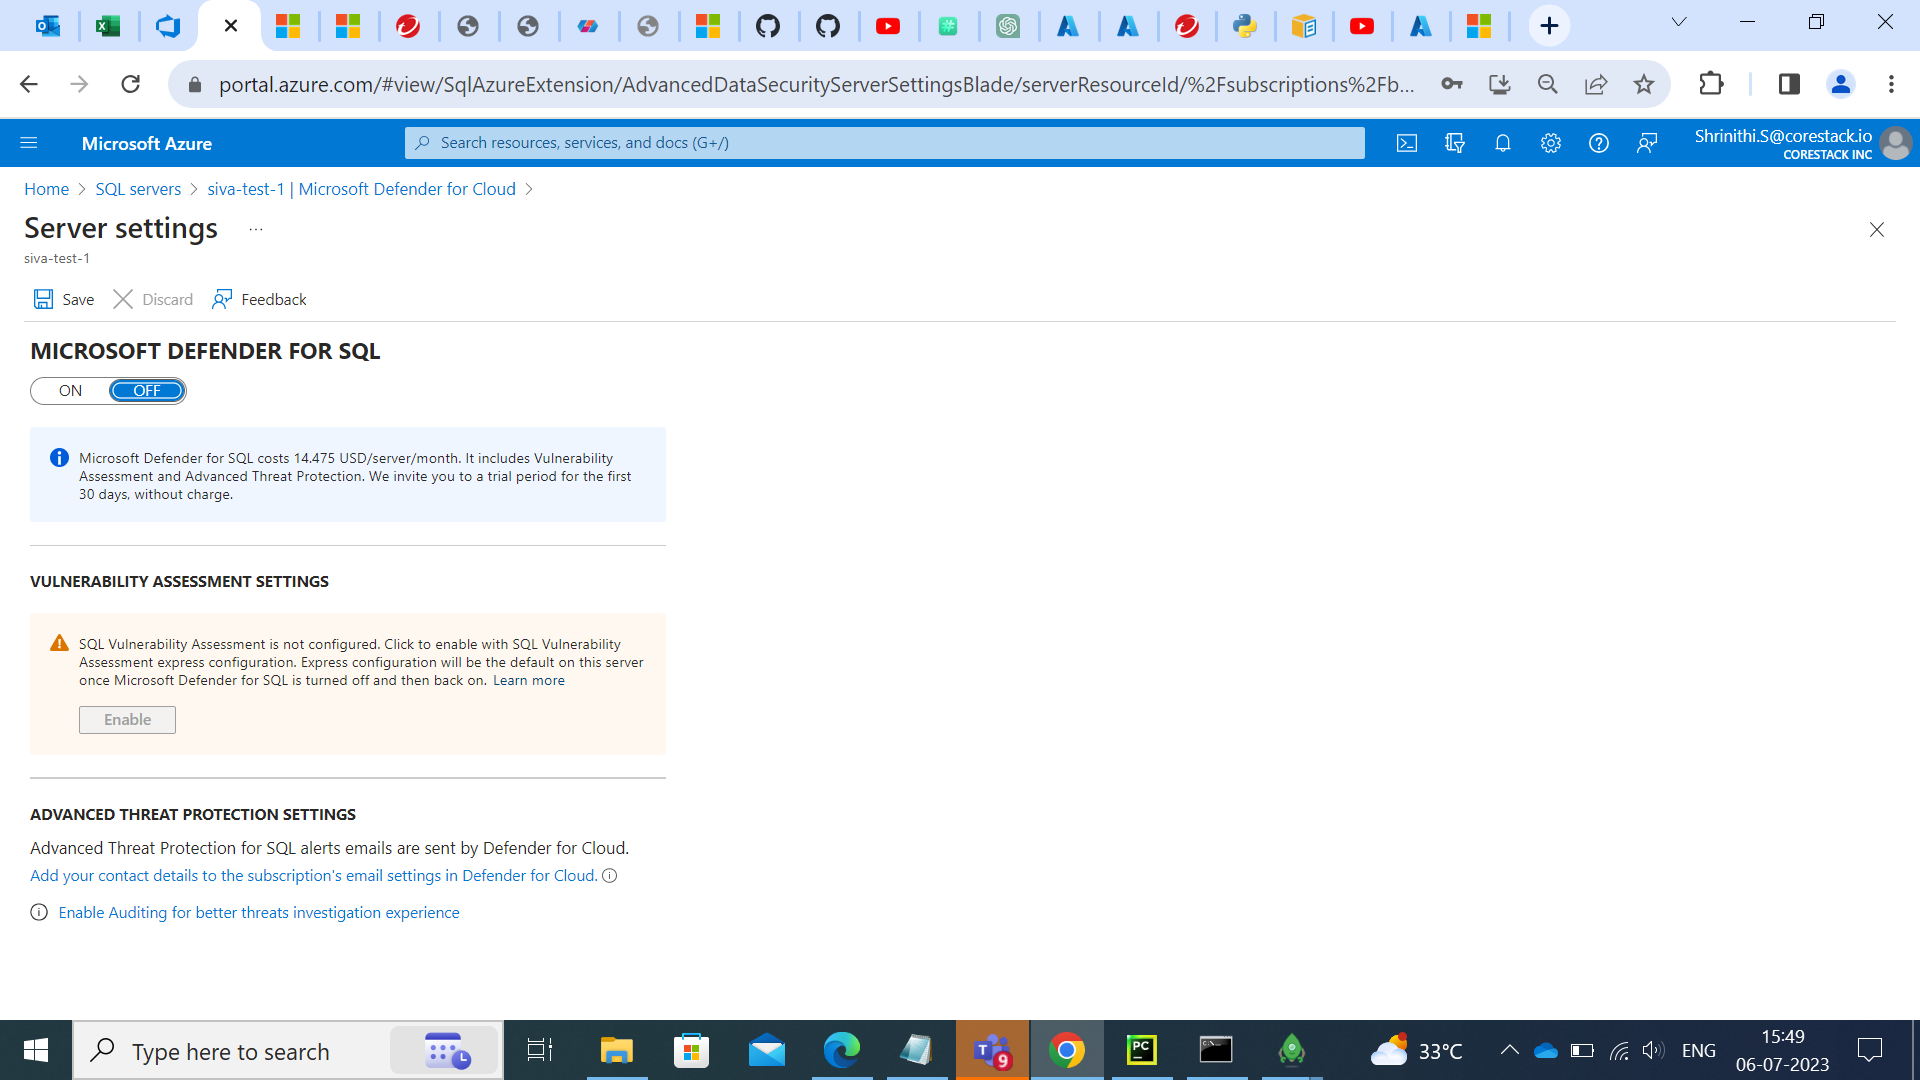 portal.azure.com/#view/SqlAzureExtension/AdvancedDataSecurityServerSettingsBlade/serverResourceId/%2Fsubscriptions%2Fb...
Microsoft Azure
Search resources, services, and docs (G+/)
Shrinithi.S@corestack.io
CORESTACK INC
Home > SQL servers > siva-test-1 | Microsoft Defender for Cloud >
Server settings ...
siva-test-1
Save Discard Feedback
MICROSOFT DEFENDER FOR SQL
ON OFF
Microsoft Defender for SQL costs 14.475 USD/server/month. It includes Vulnerability
Assessment and Advanced Threat Protection. We invite you to a trial period for the first
30 days, without charge.
VULNERABILITY ASSESSMENT SETTINGS
SQL Vulnerability Assessment is not configured. Click to enable with SQL Vulnerability
Assessment express configuration. Express configuration will be the default on this server
once Microsoft Defender for SQL is turned off and then back on. Learn more
Enable
ADVANCED THREAT PROTECTION SETTINGS
Advanced Threat Protection for SQL alerts emails are sent by Defender for Cloud.
Add your contact details to the subscription's email settings in Defender for Cloud.
Enable Auditing for better threats investigation experience
Type here to search
9
PC
33°C
ENG
15:49
06-07-2023